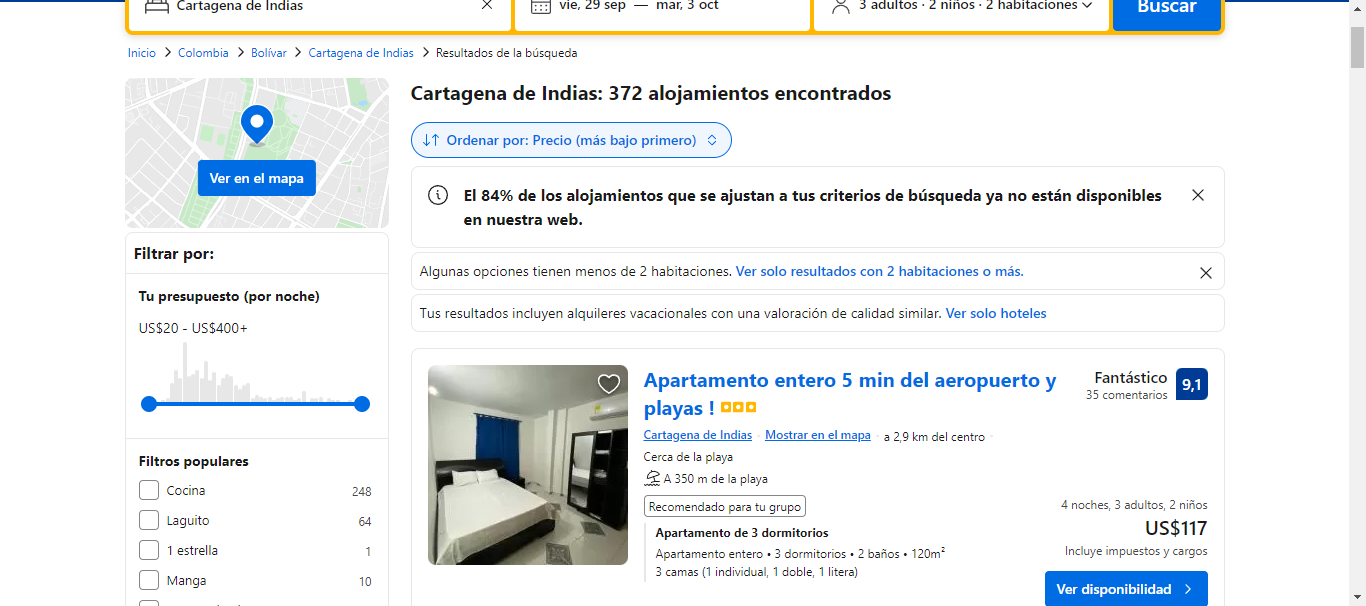 Cartagena de Indias
vie, 29 sep — mar, 3 oct
3 adultos · 2 niños · 2 habitaciones
Buscar
Inicio > Colombia > Bolívar > Cartagena de Indias > Resultados de la búsqueda
Ver en el mapa
Filtrar por:
Tu presupuesto (por noche)
US$20 - US$400+
Filtros populares
Cocina 248
Laguito 64
1 estrella 1
Manga 10
Cartagena de Indias: 372 alojamientos encontrados
Ordenar por: Precio (más bajo primero)
El 84% de los alojamientos que se ajustan a tus criterios de búsqueda ya no están disponibles
en nuestra web.
Algunas opciones tienen menos de 2 habitaciones. Ver solo resultados con 2 habitaciones o más.
Tus resultados incluyen alquileres vacacionales con una valoración de calidad similar. Ver solo hoteles
Apartamento entero 5 min del aeropuerto y
playas !
Fantástico
35 comentarios
9,1
Cartagena de Indias · Mostrar en el mapa · a 2,9 km del centro ·
Cerca de la playa
A 350 m de la playa
Recomendado para tu grupo
Apartamento de 3 dormitorios
Apartamento entero • 3 dormitorios • 2 baños • 120m²
3 camas (1 individual, 1 doble, 1 litera)
4 noches, 3 adultos, 2 niños
US$117
Incluye impuestos y cargos
Ver disponibilidad